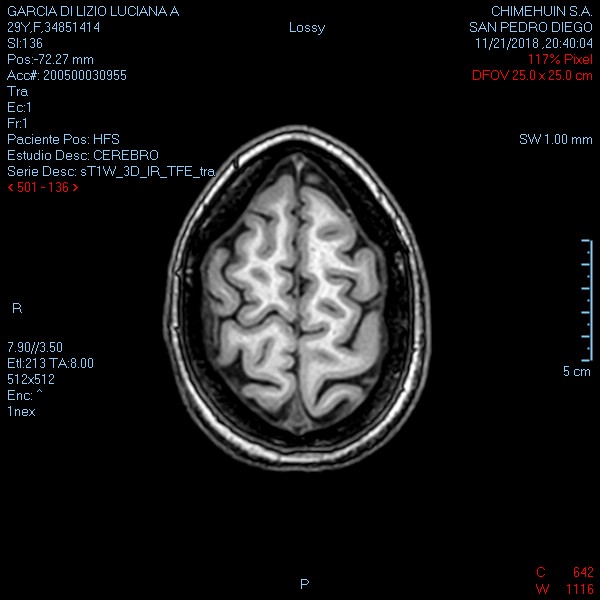 GARCIA DI LIZIO LUCIANA A
29Y,F,34851414
Sl:136
Pos:-72.27 mm
Acc#: 200500030955
Tra
Ec:1
Fr:1
Paciente Pos: HFS
Estudio Desc: CEREBRO
Serie Desc: sT1W_3D_IR_TFE_tra
< 501 - 136 >
Lossy
CHIMEHUIN S.A.
SAN PEDRO DIEGO
11/21/2018 ,20:40:04
117% Pixel
DFOV 25.0 x 25.0 cm
SW 1.00 mm
R
5 cm
7.90//3.50
Etl:213 TA:8.00
512x512
Enc: ^
1nex
P
C 642
W 1116